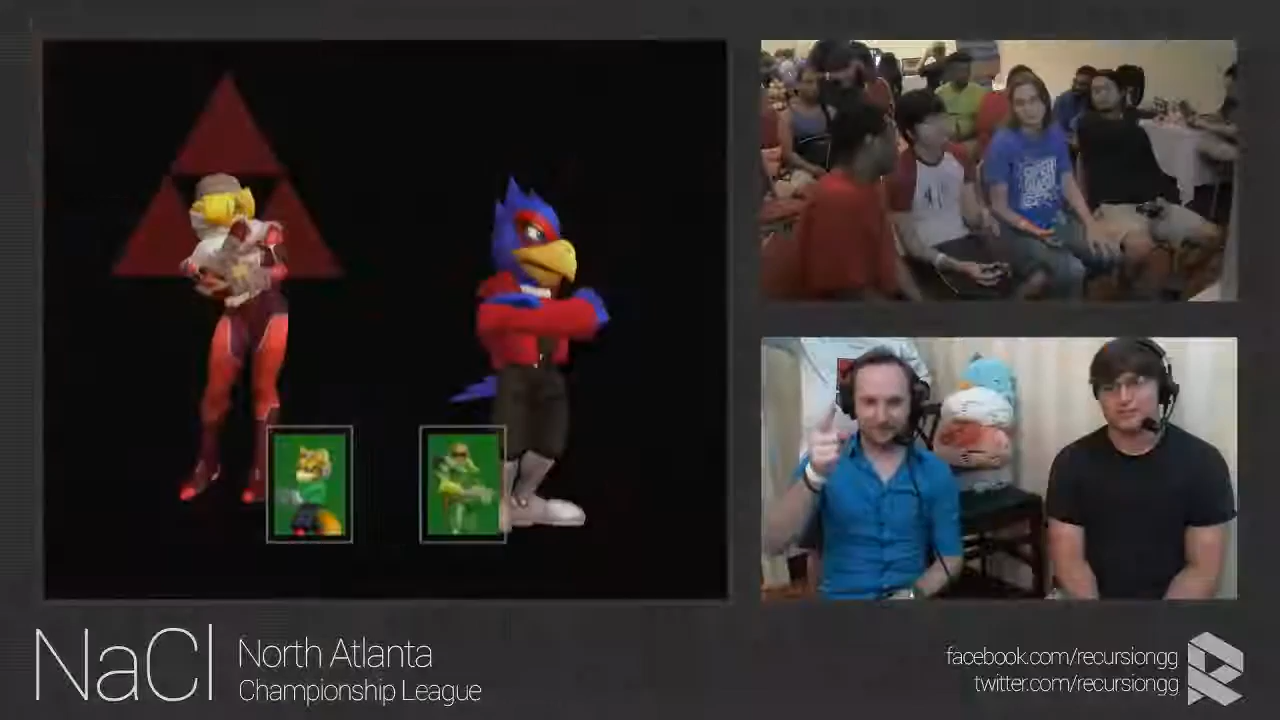 NaCl
North Atlanta
Championship League
facebook.com/recursiongg
twitter.com/recursiongg